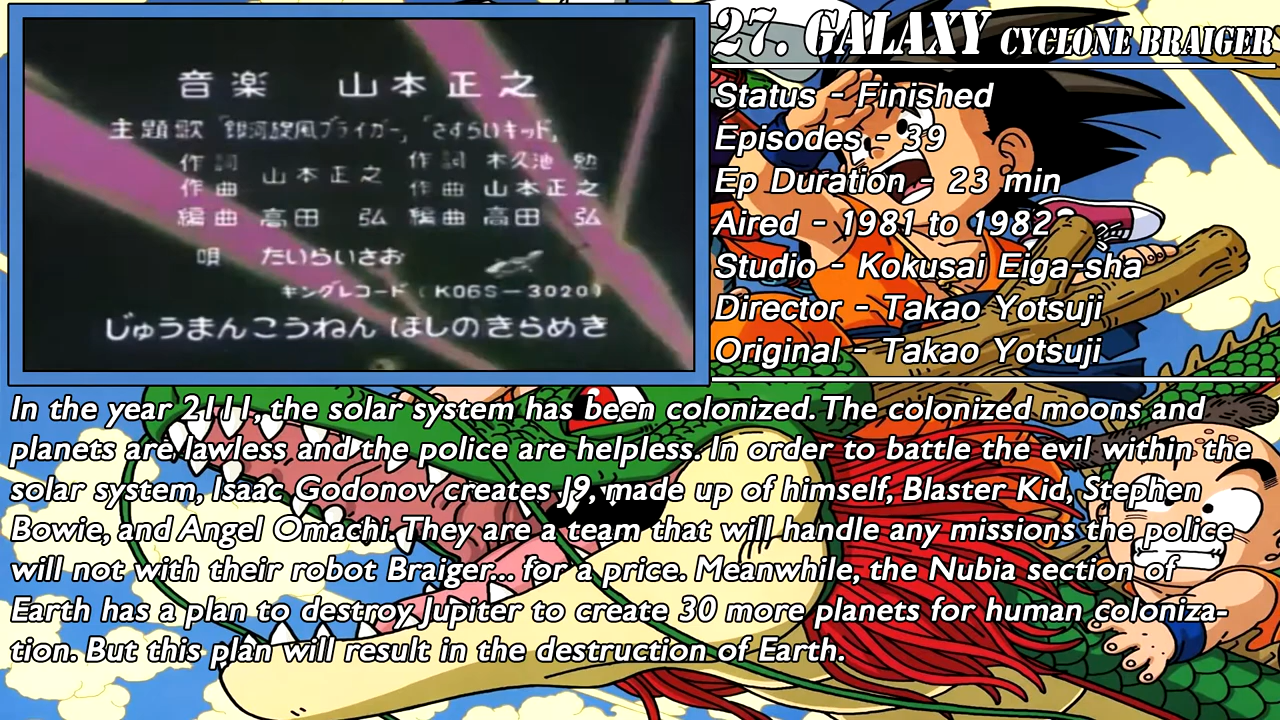 音楽 山本正之
主題歌「銀河旋風ブライガー」「さすらいキッド」
作詞 山本正之 作詞 木久池 勉
作曲 作曲 山本正之
編曲 高田 弘 編曲 高田 弘
唄 たいらいさお
キングレコード(K06S-3020)
じゅうまんこうねん ほしのきらめき
27. GALAXY CYCLONE BRAIGER
Status - Finished
Episodes - 39
Ep Duration - 23 min
Aired - 1981 to 1982
Studio - Kokusai Eiga-sha
Director - Takao Yotsuji
Original - Takao Yotsuji
In the year 2111, the solar system has been colonized. The colonized moons and
planets are lawless and the police are helpless. In order to battle the evil within the
solar system, Isaac Godonov creates J9, made up of himself, Blaster Kid, Stephen
Bowie, and Angel Omachi. They are a team that will handle any missions the police
will not with their robot Braiger... for a price. Meanwhile, the Nubia section of
Earth has a plan to destroy Jupiter to create 30 more planets for human coloniza-
tion. But this plan will result in the destruction of Earth.